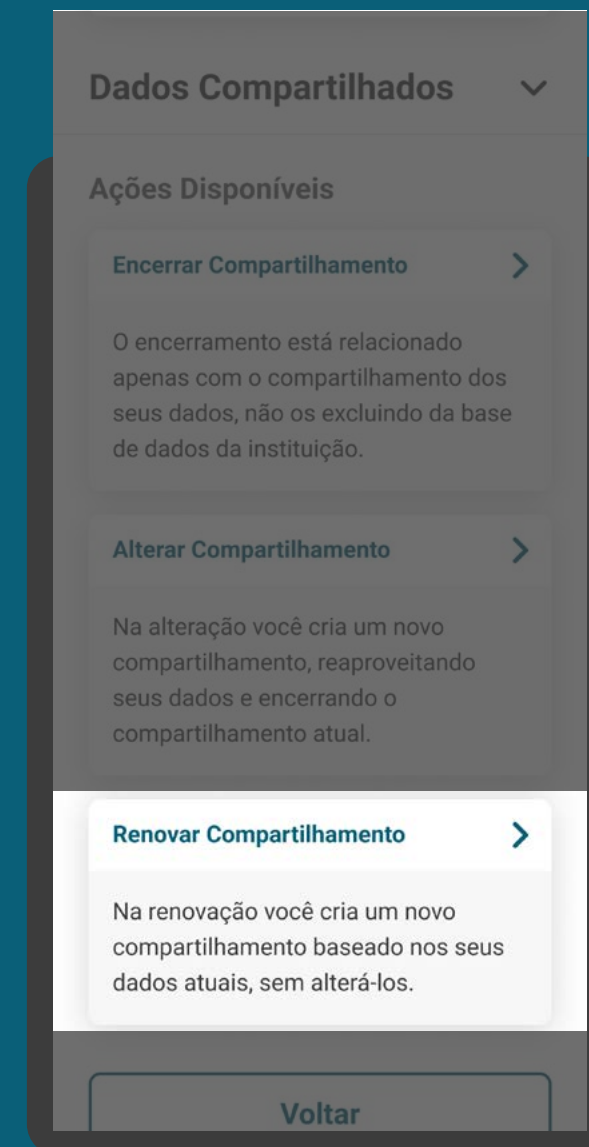 Dados Compartilhados
Ações Disponíveis
Encerrar Compartilhamento
O encerramento está relacionado
apenas com o compartilhamento dos
seus dados, não os excluindo da base
de dados da instituição.
Alterar Compartilhamento
Na alteração você cria um novo
compartilhamento, reaproveitando
seus dados e encerrando o
compartilhamento atual.
Renovar Compartilhamento
Na renovação você cria um novo
compartilhamento baseado nos seus
dados atuais, sem alterá-los.
Voltar